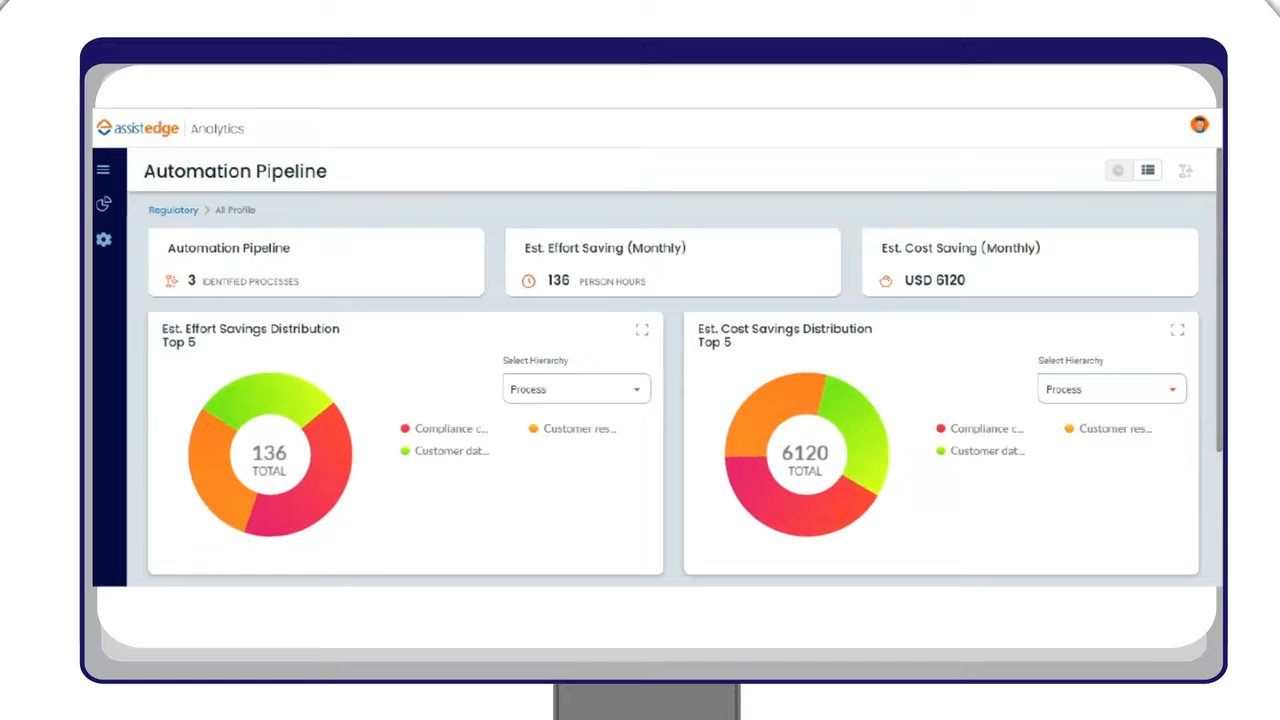 assistedge Analytics
Automation Pipeline
Regulatory > All Profile
Automation Pipeline
3 IDENTIFIED PROCESSES
Est. Effort Saving (Monthly)
136 PERSON HOURS
Est. Cost Saving (Monthly)
USD 6120
Est. Effort Savings Distribution
Top 5
Select Hierarchy
Process
136
TOTAL
Compliance c...
Customer res...
Customer dat...
Est. Cost Savings Distribution
Top 5
Select Hierarchy
Process
6120
TOTAL
Compliance c...
Customer res...
Customer dat...